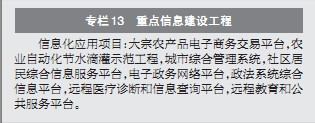 专栏13 重点信息建设工程
信息化应用项目:大宗农产品电子商务交易平台,农
业自动化节水滴灌示范工程,城市综合管理系统,社区居
民综合信息服务平台,电子政务网络平台,政法系统综合
信息平台,远程医疗诊断和信息查询平台,远程教育和公
共服务平台。